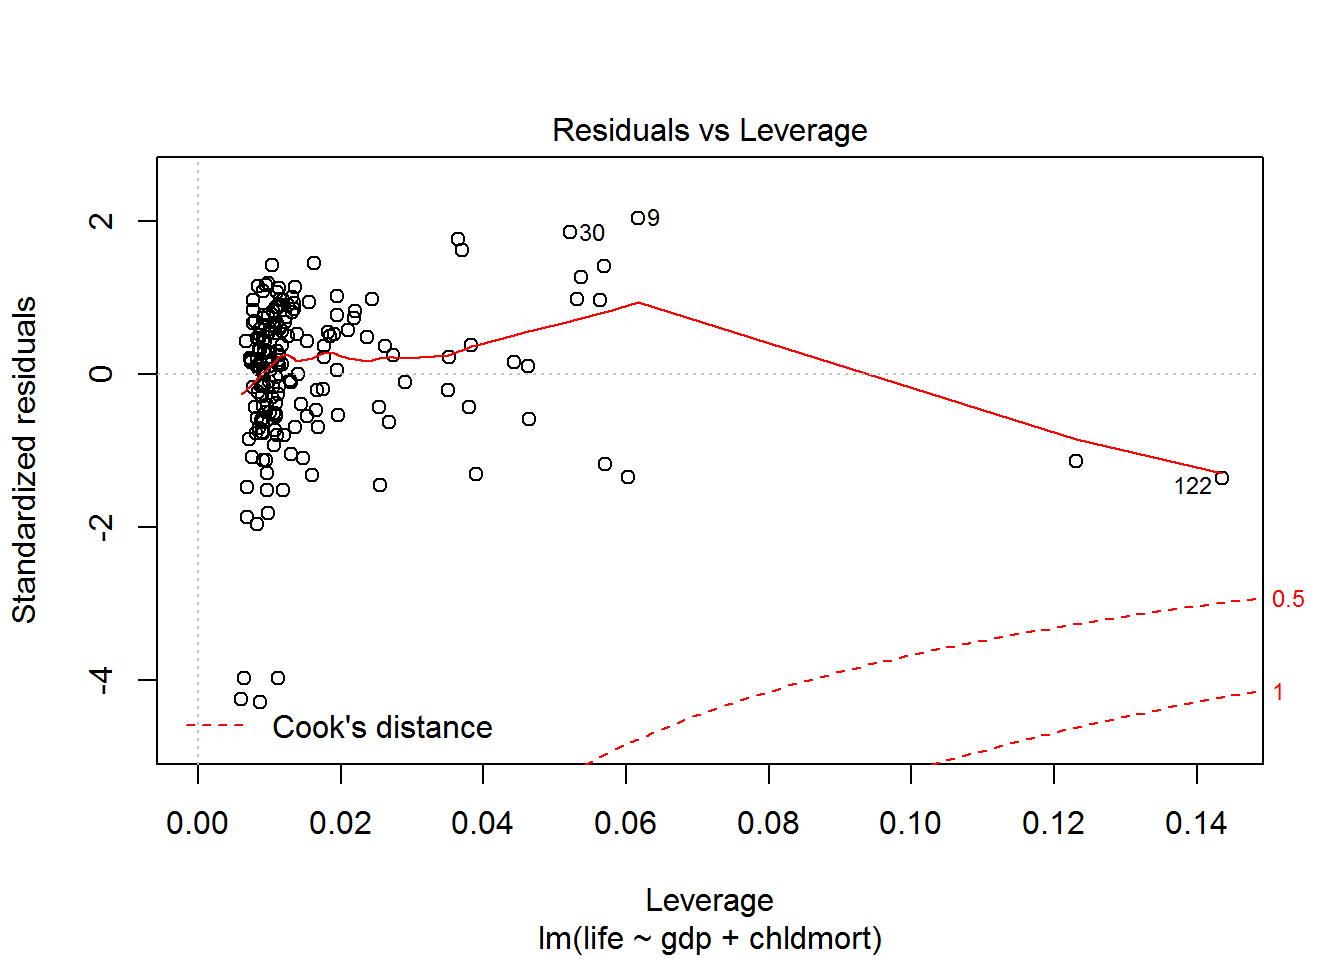 Residuals vs Leverage
Standardized residuals
2
0
-2
-4
30
9
122
0.5
1
Cook's distance
0.00 0.02 0.04 0.06 0.08 0.10 0.12 0.14
Leverage
lm(life ~ gdp + chldmort)